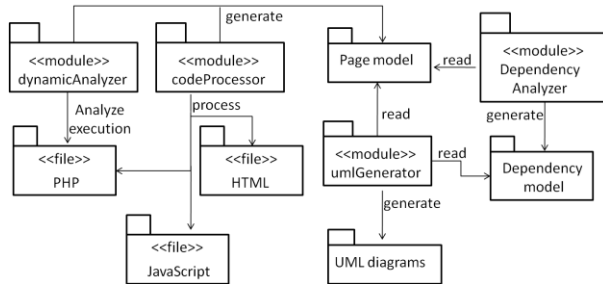 generate
<<module>>
dynamicAnalyzer
<<module>>
codeProcessor
Page model
read
<<module>>
Dependency
Analyzer
Analyze
execution
process
read
generate
<<file>>
PHP
<<file>>
HTML
<<module>>
umlGenerator
read
Dependency
model
generate
<<file>>
JavaScript
UML diagrams